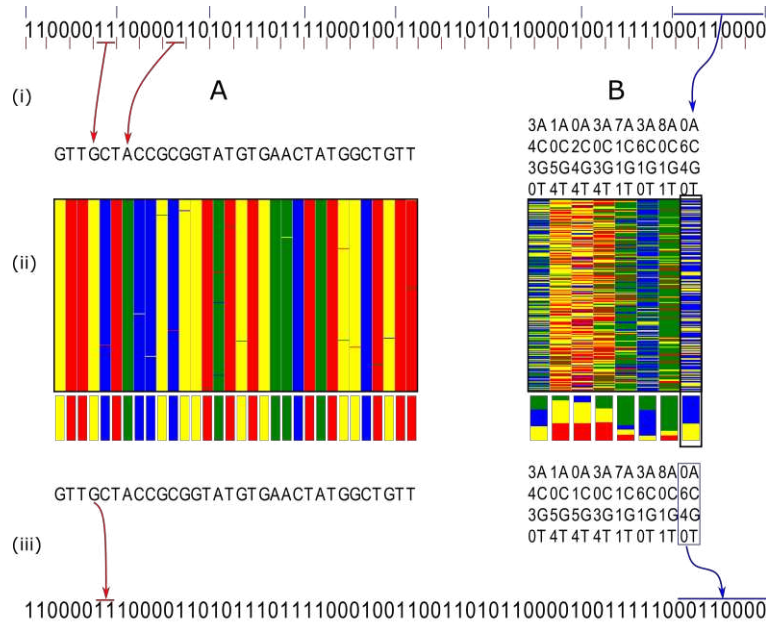 A
B
(i)
3A 1A 0A 3A 7A 3A 8A 0A
4C 0C 2C 0C 1C 6C 0C 6C
GTTGCTACCGCGGTATGTGAACTATGGCTGTT
3G 5G 4G 3G 1G 1G 1G 4G
0T 4T 4T 4T 1T 0T 1T 0T
(ii)
3A 1A 0A 3A 7A 3A 8A 0A
GTTGCTACCGCGGTATGTGAACTATGGCTGTT
4C 0C 1C 0C 1C 6C 0C 6C
3G 5G 5G 3G 1G 1G 1G 4G
(iii)
0T 4T 4T 4T 1T 0T 1T 0T